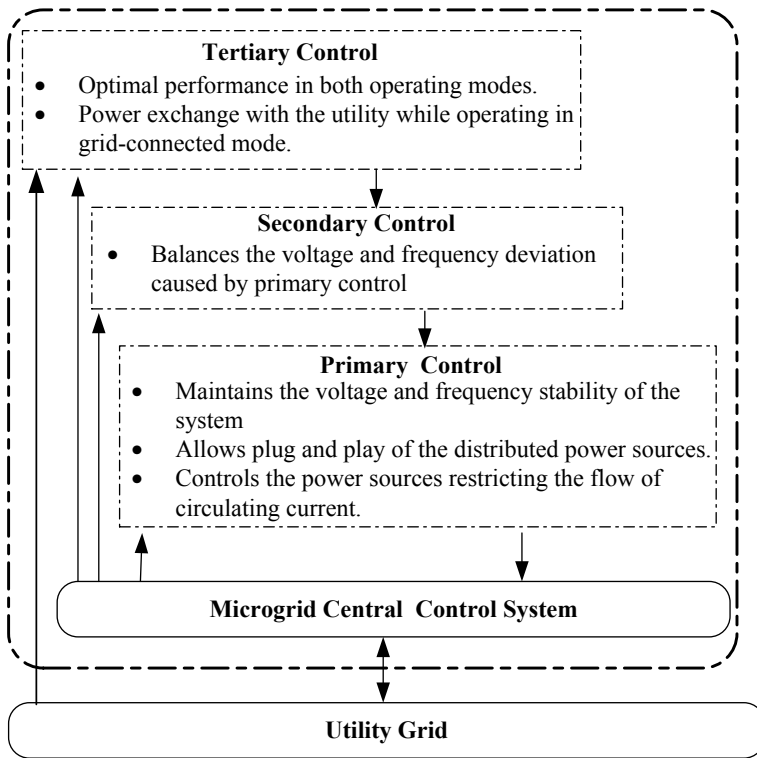 Tertiary Control
• Optimal performance in both operating modes.
• Power exchange with the utility while operating in
grid-connected mode.
Secondary Control
• Balances the voltage and frequency deviation
caused by primary control
Primary Control
• Maintains the voltage and frequency stability of the
system
• Allows plug and play of the distributed power sources.
• Controls the power sources restricting the flow of
circulating current.
Microgrid Central Control System
Utility Grid